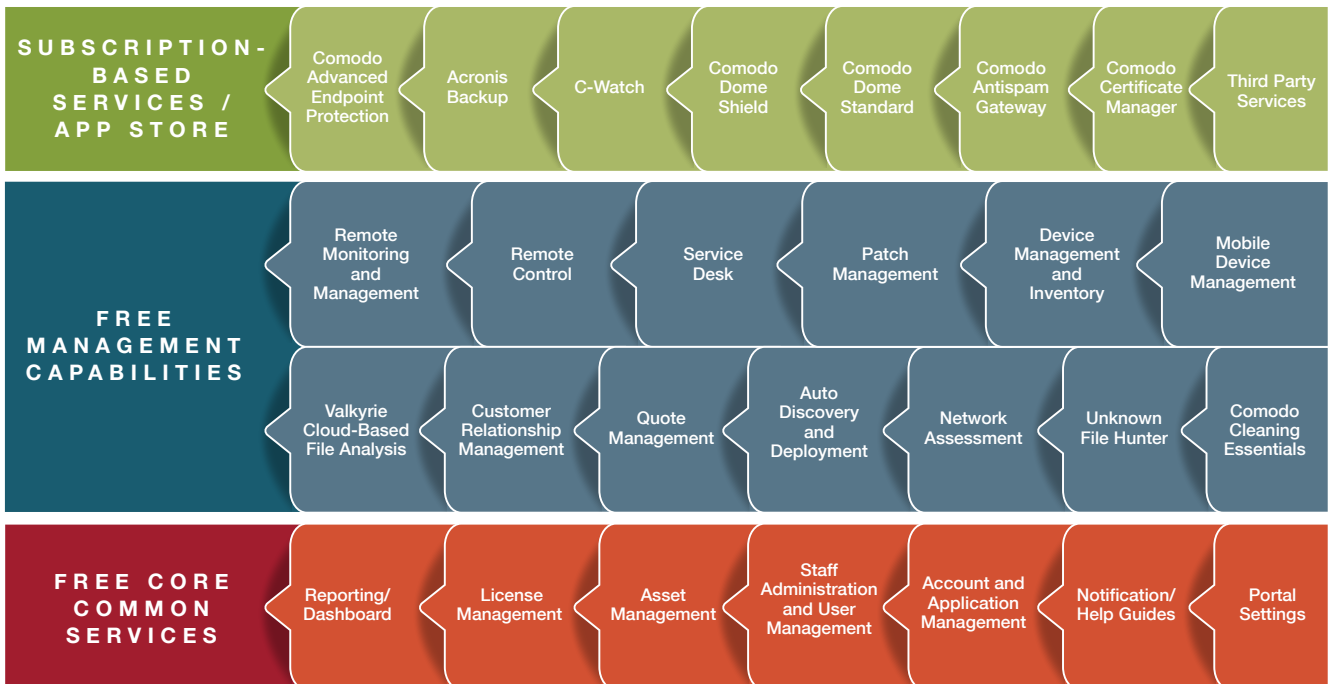 SUBSCRIPTION-
BASED
SERVICES /
APP STORE
Comodo
Advanced
Endpoint
Protection
Acronis
Backup
C-Watch
Comodo
Dome
Shield
Comodo
Dome
Standard
Comodo
Antispam
Gateway
Comodo
Certificate
Manager
Third Party
Services
FREE
MANAGEMENT
CAPABILITIES
Remote
Monitoring
and
Management
Remote
Control
Service
Desk
Patch
Management
Device
Management
and
Inventory
Mobile
Device
Management
Valkyrie
Cloud-Based
File Analysis
Customer
Relationship
Management
Quote
Management
Auto
Discovery
and
Deployment
Network
Assessment
Unknown
File Hunter
Comodo
Cleaning
Essentials
FREE CORE
COMMON
SERVICES
Reporting/
Dashboard
License
Management
Asset
Management
Staff
Administration
and User
Management
Account and
Application
Management
Notification/
Help Guides
Portal
Settings